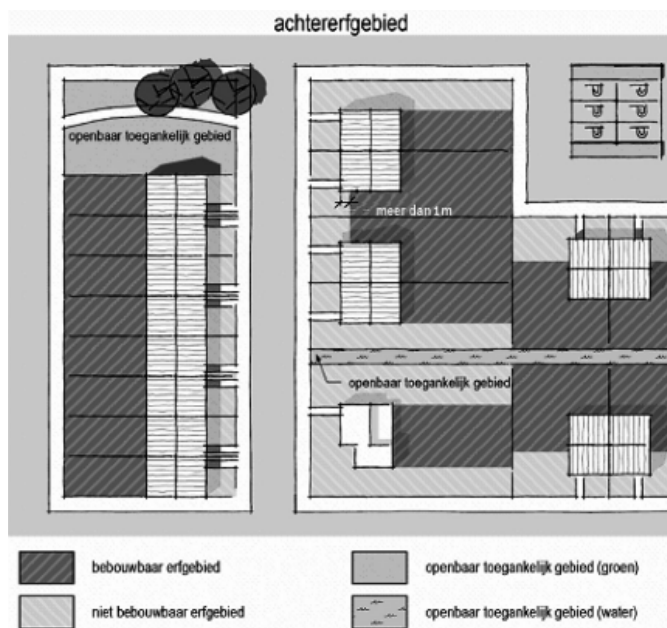 achtererfgebied
openbaar toegankelijk gebied
meer dan 1m
openbaar toegankelijk gebied
bebouwbaar erfgebied
openbaar toegankelijk gebied (groen)
niet bebouwbaar erfgebied
openbaar toegankelijk gebied (water)